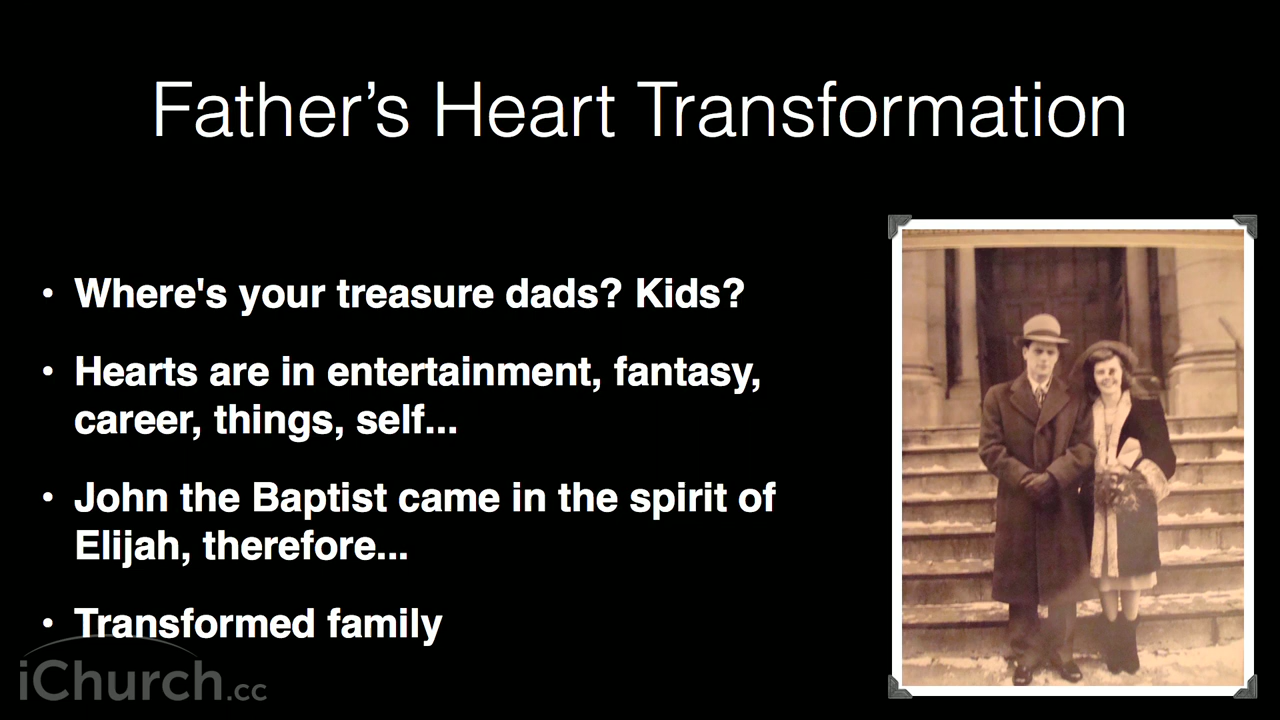 Father’s Heart Transformation
• Where's your treasure dads? Kids?
• Hearts are in entertainment, fantasy,
career, things, self...
• John the Baptist came in the spirit of
Elijah, therefore...
• Transformed family
iChurch.cc